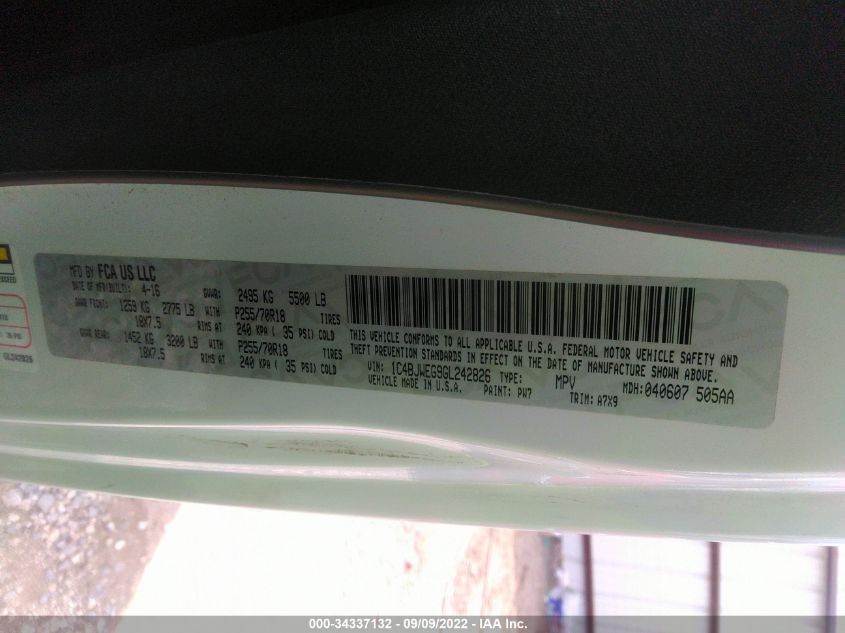 EXCEED
GL242826
MFD BY FCA US LLC
DATE OF MFR(BUILT): 4-16 GVWR: 2495 KG 5500 LB
GAWR FRONT: 1259 KG 2775 LB WITH P255/70R18 TIRES
18X7.5 RIMS AT 240 KPA ( 35 PSI) COLD
GAWR REAR: 1452 KG 3200 LB WITH P255/70R18 TIRES
18X7.5 RIMS AT 240 KPA ( 35 PSI) COLD
THIS VEHICLE CONFORMS TO ALL APPLICABLE U.S.A. FEDERAL MOTOR VEHICLE SAFETY AND
THEFT PREVENTION STANDARDS IN EFFECT ON THE DATE OF MANUFACTURE SHOWN ABOVE.
VIN: 1C4BJWEG9GL242826 TYPE: MPV MDH:040607 505AA
VEHICLE MADE IN U.S.A. PAINT: PW7 TRIM: A7X9
000-34337132 - 09/09/2022 - IAA Inc.